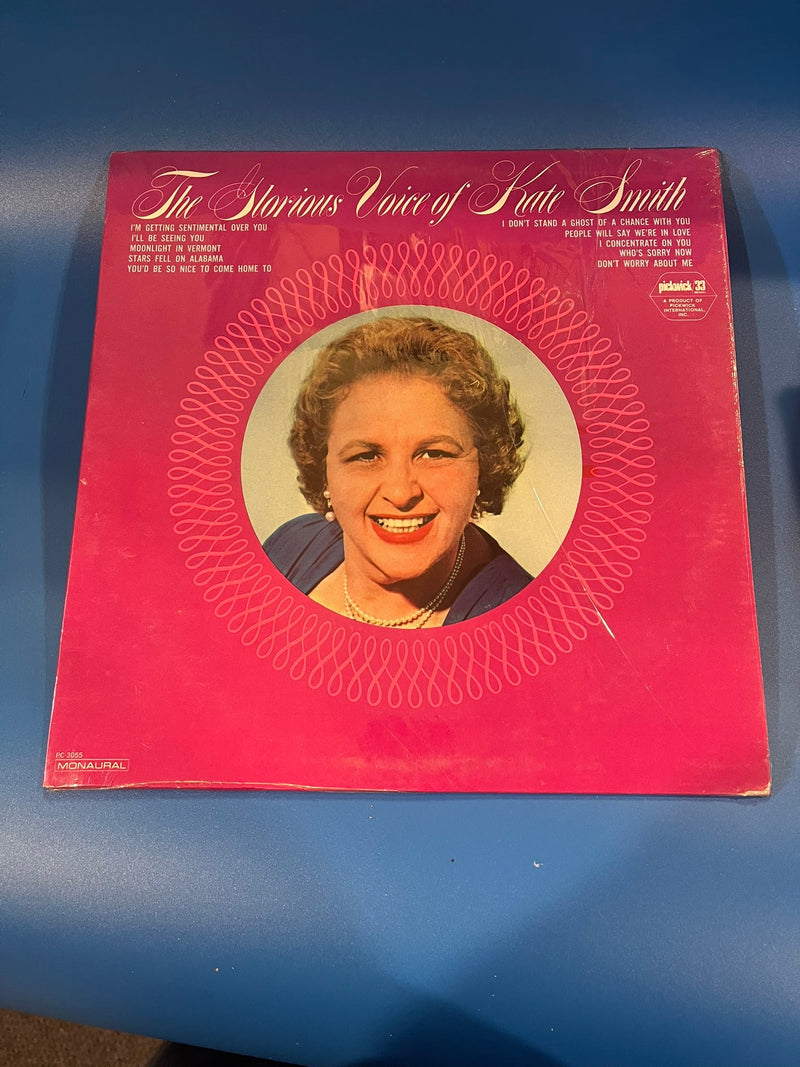 The Glorious Voice of Kate Smith
I'M GETTING SENTIMENTAL OVER YOU
I'LL BE SEEING YOU
MOONLIGHT IN VERMONT
STARS FELL ON ALABAMA
YOU'D BE SO NICE TO COME HOME TO
I DON'T STAND A GHOST OF A CHANCE WITH YOU
PEOPLE WILL SAY WE'RE IN LOVE
I CONCENTRATE ON YOU
WHO'S SORRY NOW
DON'T WORRY ABOUT ME
pickwick/33
A PRODUCT OF
PICKWICK
INTERNATIONAL,
INC.
PC-3055
MONAURAL